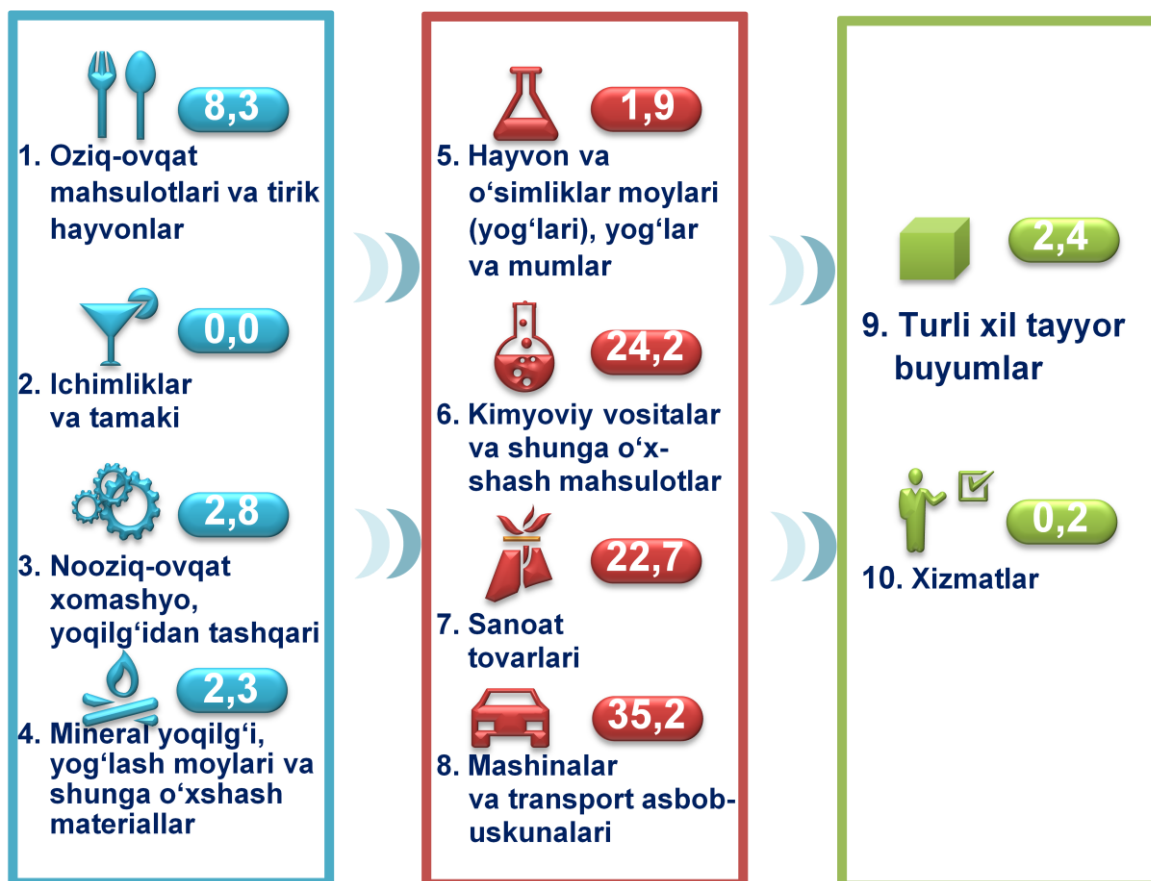 8,3
1. Oziq-ovqat
mahsulotlari va tirik
hayvonlar
0,0
2. Ichimliklar
va tamaki
2,8
3. Nooziq-ovqat
xomashyo,
yoqilg‘idan tashqari
2,3
4. Mineral yoqilg‘i,
yog‘lash moylari va
shunga o‘xshash
materiallar
1,9
5. Hayvon va
o‘simliklar moylari
(yog‘lari), yog‘lar
va mumlar
24,2
6. Kimyoviy vositalar
va shunga o‘x-
shash mahsulotlar
22,7
7. Sanoat
tovarlari
35,2
8. Mashinalar
va transport asbob-
uskunalari
2,4
9. Turli xil tayyor
buyumlar
0,2
10. Xizmatlar